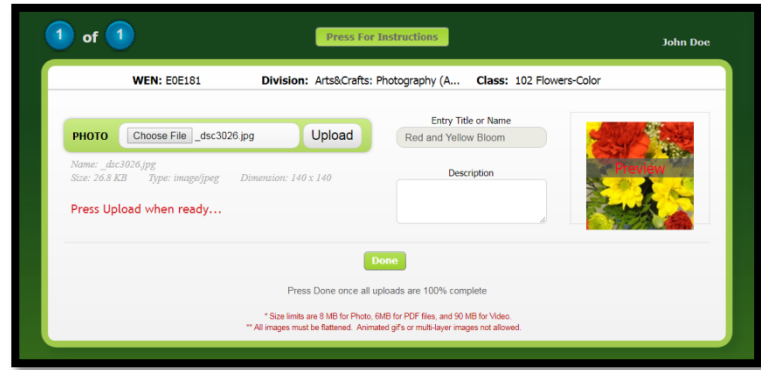 1 of 1
Press For Instructions
John Doe
WEN: E0E181 Division: Arts&Crafts: Photography (A... Class: 102 Flowers-Color
PHOTO Choose File _dsc3026.jpg Upload
Entry Title or Name
Red and Yellow Bloom
Name: _dsc3026.jpg
Size: 26.8 KB Type: image/jpeg Dimension: 140 x 140
Description
Preview
Press Upload when ready...
Done
Press Done once all uploads are 100% complete
* Size limits are 8 MB for Photo, 6MB for PDF files, and 90 MB for Video.
** All images must be flattened. Animated gif's or multi-layer images not allowed.